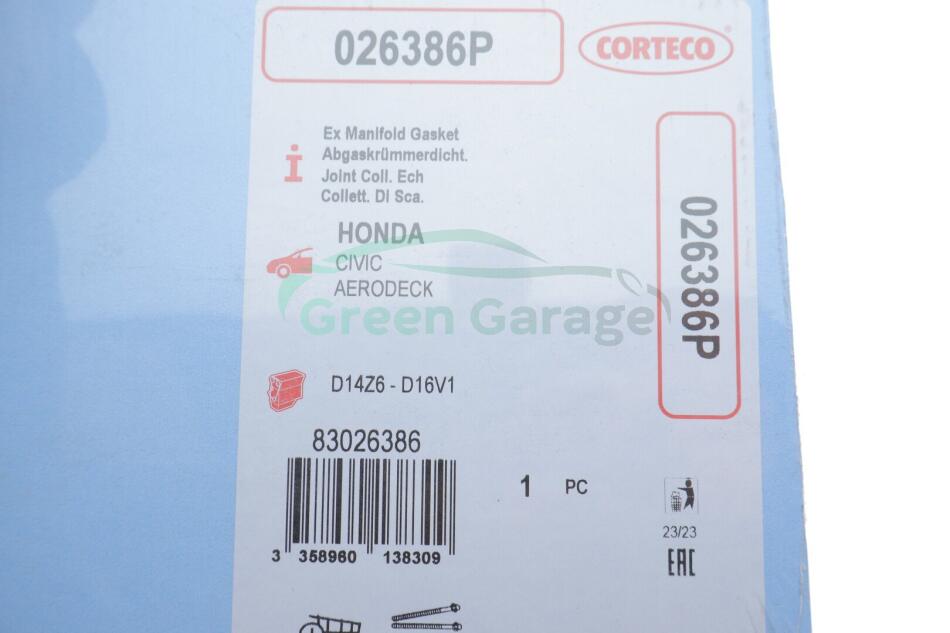 026386P
CORTECO®
Ex Manifold Gasket
Abgaskrümmerdicht.
Joint Coll. Ech
Collett. Di Sca.
HONDA
CIVIC
AERODECK
Green Garage
026386P
D14Z6 - D16V1
83026386
1 PC
3 358960 138309
23/23
EAC